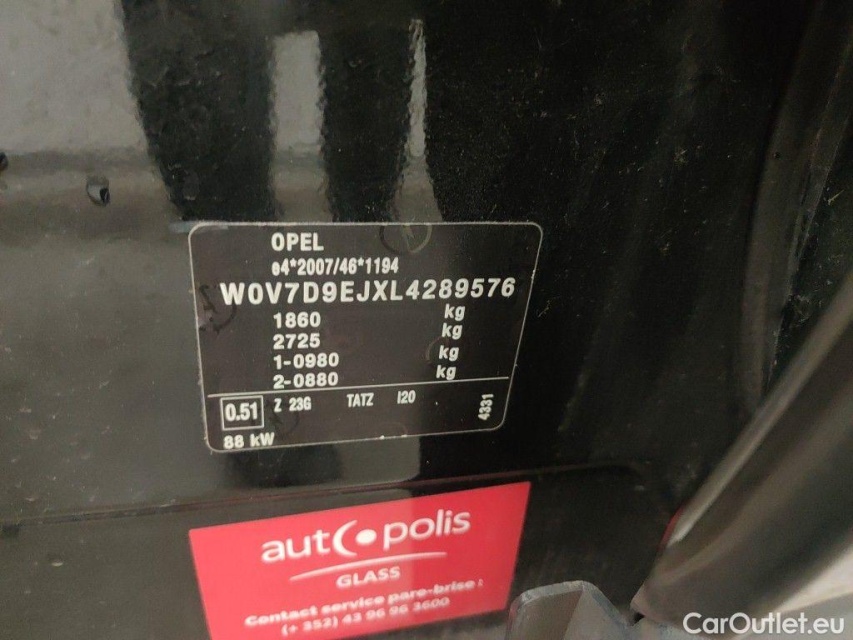 OPEL
e4*2007/46*1194
W0V7D9EJXL4289576
1860 kg
2725 kg
1-0980 kg
2-0880 kg
0.51 Z 23G TATZ I20 4331
88 kW
autopolis
GLASS
Contact service pare-brise :
(+ 352) 43 96 96 3600
CarOutlet.eu